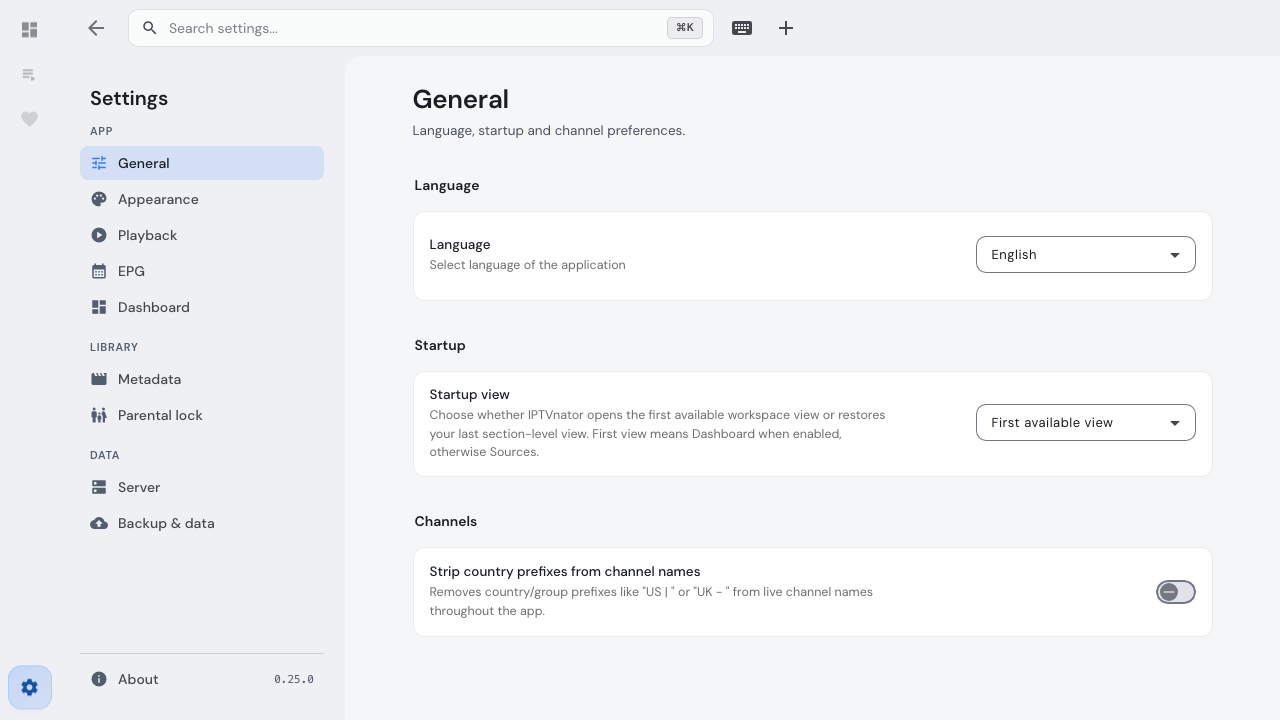 Search settings...
⌘K
Settings
APP
General
Appearance
Playback
EPG
Dashboard
LIBRARY
Metadata
Parental lock
DATA
Server
Backup & data
About
0.25.0
General
Language, startup and channel preferences.
Language
Language
Select language of the application
English
Startup
Startup view
Choose whether IPTVnator opens the first available workspace view or restores
your last section-level view. First view means Dashboard when enabled,
otherwise Sources.
First available view
Channels
Strip country prefixes from channel names
Removes country/group prefixes like "US | " or "UK - " from live channel names
throughout the app.